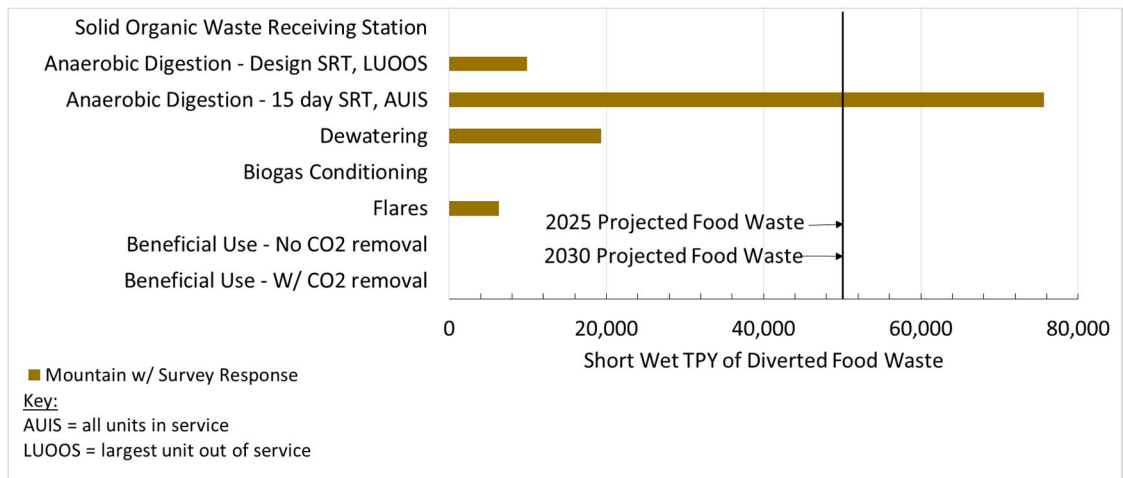 Solid Organic Waste Receiving Station
Anaerobic Digestion - Design SRT, LUOOS
Anaerobic Digestion - 15 day SRT, AUIS
Dewatering
Biogas Conditioning
Flares
2025 Projected Food Waste
Beneficial Use - No CO2 removal
2030 Projected Food Waste
Beneficial Use - W/ CO2 removal
0 20,000 40,000 60,000 80,000
Short Wet TPY of Diverted Food Waste
Mountain w/ Survey Response
Key:
AUIS = all units in service
LUOOS = largest unit out of service